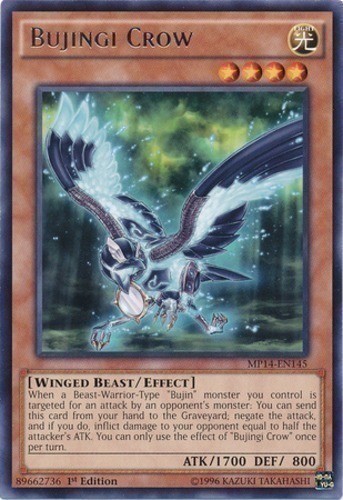 BUJINGI CROW
光
MP14-EN145
[WINGED BEAST/EFFECT]
When a Beast-Warrior-Type "Bujin" monster you control is
targeted for an attack by an opponent's monster: You can send
this card from your hand to the Graveyard; negate the attack,
and if you do, inflict damage to your opponent equal to half the
attacker's ATK. You can only use the effect of "Bujingi Crow" once
per turn.
ATK/1700 DEF/ 800
89662736 1st Edition ©1996 KAZUKI TAKAHASHI